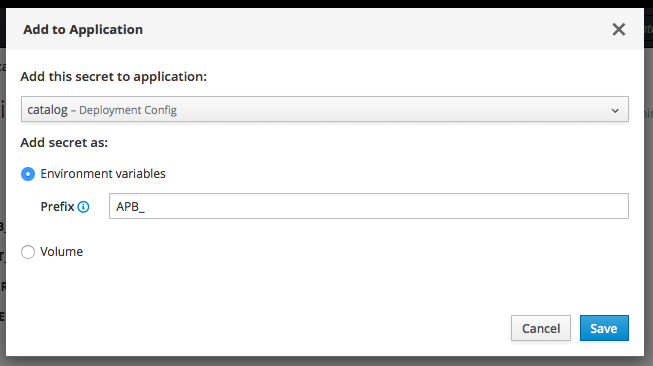 Add to Application
Add this secret to application:
catalog – Deployment Config
Add secret as:
Environment variables
Prefix
APB_
Volume
Cancel
Save